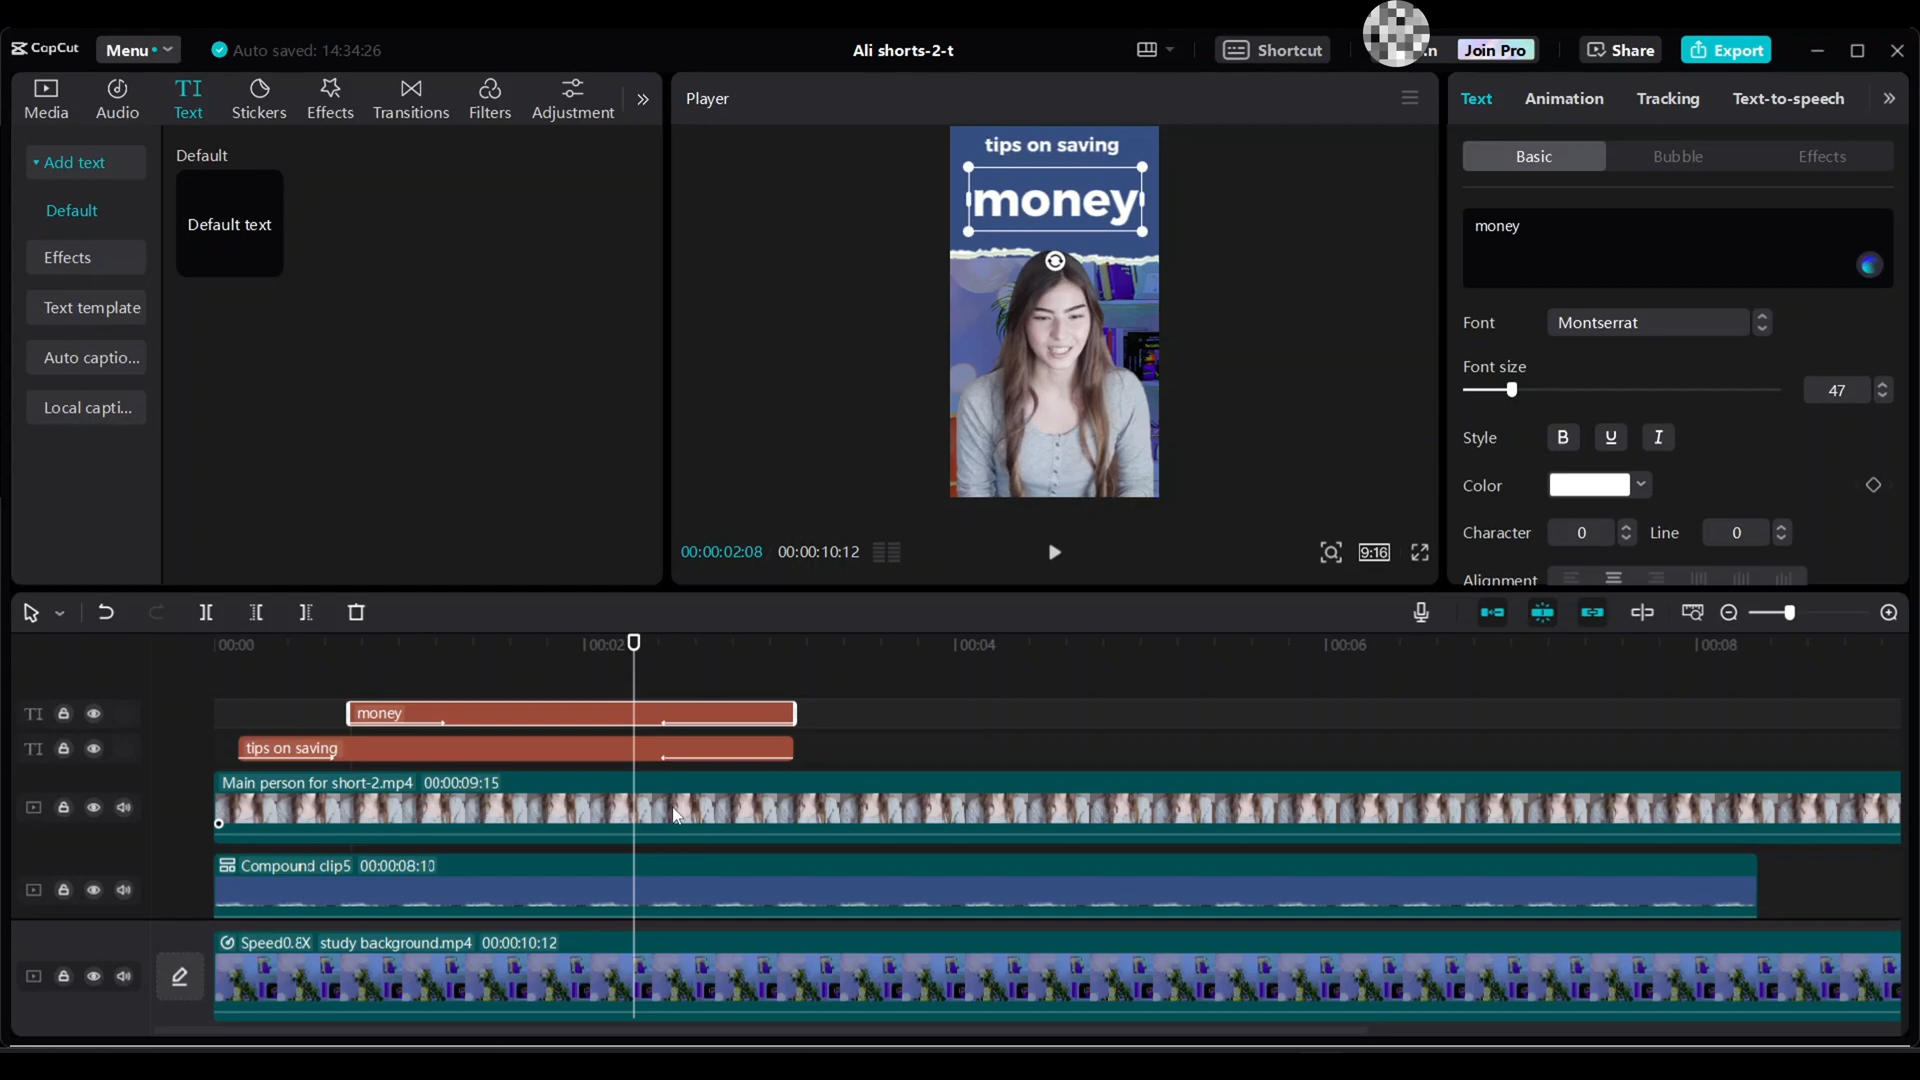 CapCut
Menu
Auto saved: 14:34:26
Ali shorts-2-t
Shortcut
Join Pro
Share
Export
Media
Audio
TI
Text
Stickers
Effects
Transitions
Filters
Adjustment
Add text
Default
Effects
Text template
Auto captio...
Local capti...
Default
Default text
Player
tips on saving
money
00:00:02:08
00:00:10:12
9:16
Text
Animation
Tracking
Text-to-speech
Basic
Bubble
Effects
money
Font
Montserrat
Font size
47
Style
B
U
I
Color
Character
0
Line
0
Alignment
00:00
00:02
00:04
00:06
00:08
TI
money
TI
tips on saving
Main person for short-2.mp4 00:00:09:15
Compound clip5 00:00:08:10
Speed0.8X study background.mp4 00:00:10:12